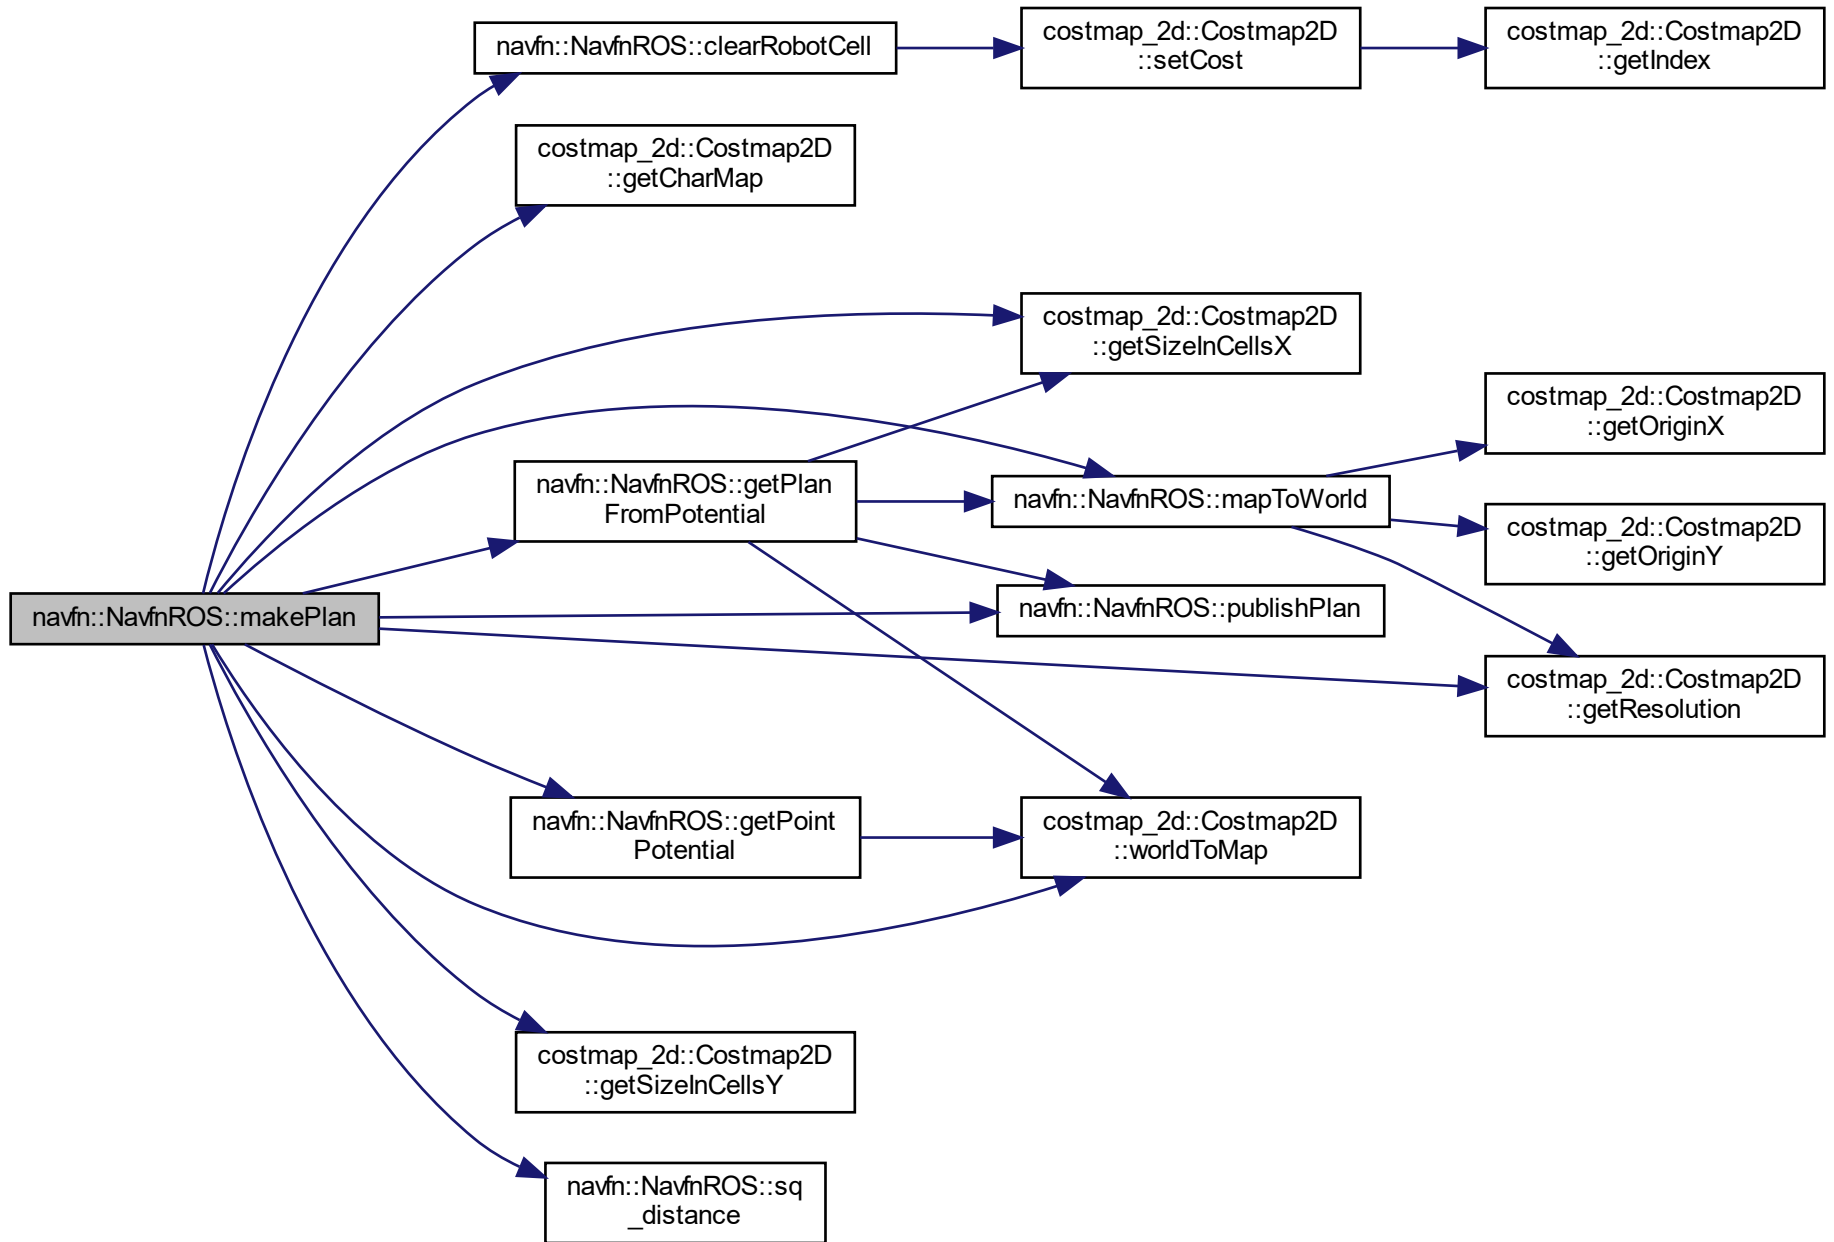 navfn::NavfnROS::clearRobotCell
costmap_2d::Costmap2D
::setCost
costmap_2d::Costmap2D
::getIndex
costmap_2d::Costmap2D
::getCharMap
costmap_2d::Costmap2D
::getSizeInCellsX
costmap_2d::Costmap2D
::getOriginX
navfn::NavfnROS::getPlan
FromPotential
navfn::NavfnROS::mapToWorld
costmap_2d::Costmap2D
::getOriginY
navfn::NavfnROS::makePlan
navfn::NavfnROS::publishPlan
costmap_2d::Costmap2D
::getResolution
navfn::NavfnROS::getPoint
Potential
costmap_2d::Costmap2D
::worldToMap
costmap_2d::Costmap2D
::getSizeInCellsY
navfn::NavfnROS::sq
_distance